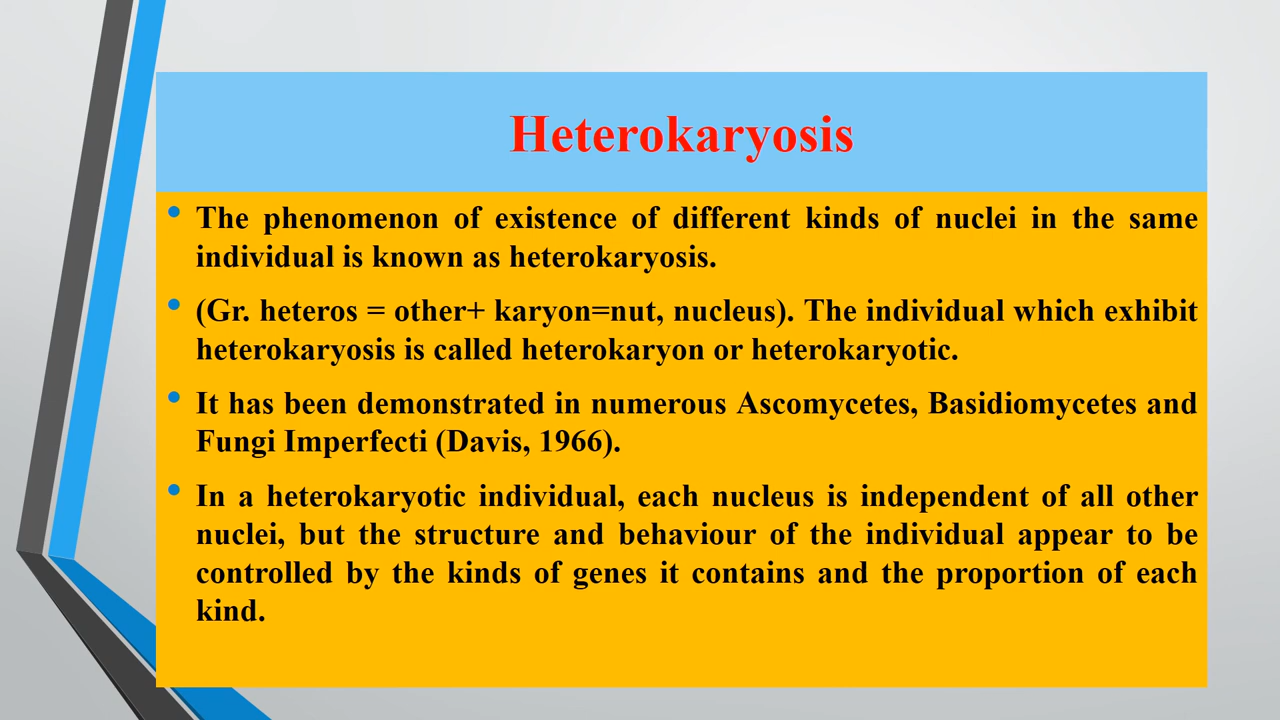 Heterokaryosis
• The phenomenon of existence of different kinds of nuclei in the same
individual is known as heterokaryosis.
• (Gr. heteros = other+ karyon=nut, nucleus). The individual which exhibit
heterokaryosis is called heterokaryon or heterokaryotic.
• It has been demonstrated in numerous Ascomycetes, Basidiomycetes and
Fungi Imperfecti (Davis, 1966).
• In a heterokaryotic individual, each nucleus is independent of all other
nuclei, but the structure and behaviour of the individual appear to be
controlled by the kinds of genes it contains and the proportion of each
kind.